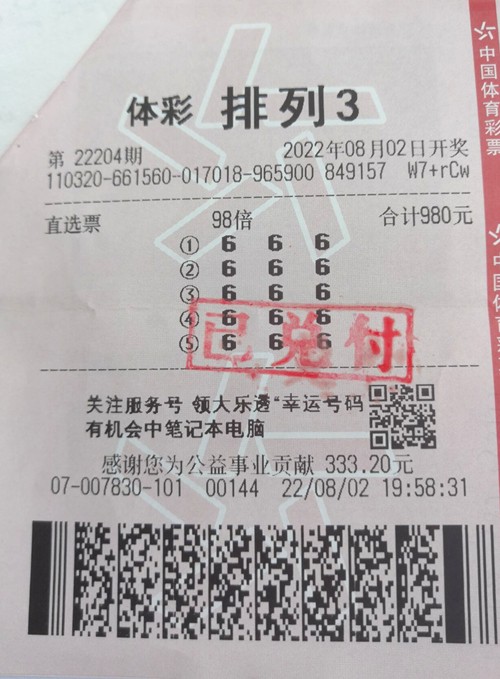 中国体育彩票
体彩 排列3
第 22204期 2022年08月02日开奖
110320-661560-017018-965900 849157 W7+rCw
直选票 98倍 合计980元
① 6 6 6
② 6 6 6
③ 6 6 6
④ 6 6 6
⑤ 6 6 6
已兑付
关注服务号 领大乐透“幸运号码
有机会中笔记本电脑
感谢您为公益事业贡献 333.20元
07-007830-101 00144 22/08/02 19:58:31
中国体育彩